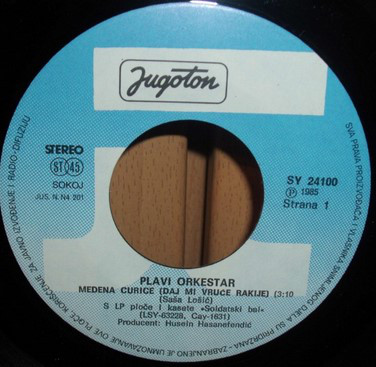 Jugoton
STEREO
ST 45
SOKOJ
JUS. N. N4 201
SY 24100
Ⓟ 1985
Strana 1
PLAVI ORKESTAR
MEDENA CURICE (DAJ MI VRUĆE RAKIJE) 3:10
(Saša Lošić)
S LP ploče i kasete »Soldatski bal«
(LSY-63228, Cay-1631)
Producent: Husein Hasanefendić
SVA PRAVA PROIZVOĐAČA I VLASNIKA SNIMLJENOG DJELA SU PRIDRŽANA - ZABRANJENO JE UMNOŽAVANJE OVE PLOČE, KORIŠĆENJE ZA JAVNO IZVOĐENJE I RADIO-DIFUZIJU